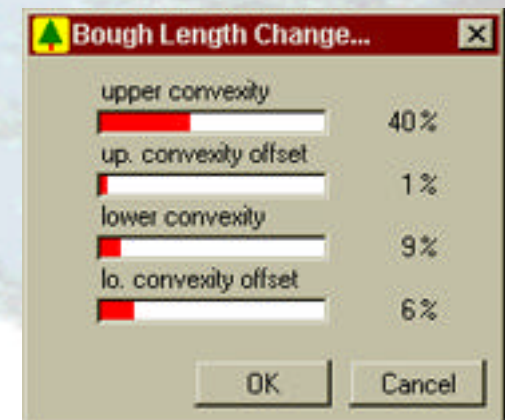 Bough Length Change...
upper convexity
40%
up. convexity offset
1%
lower convexity
9%
lo. convexity offset
6%
OK Cancel